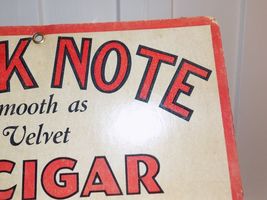 K NOTE
mooth as
Velvet
CIGAR